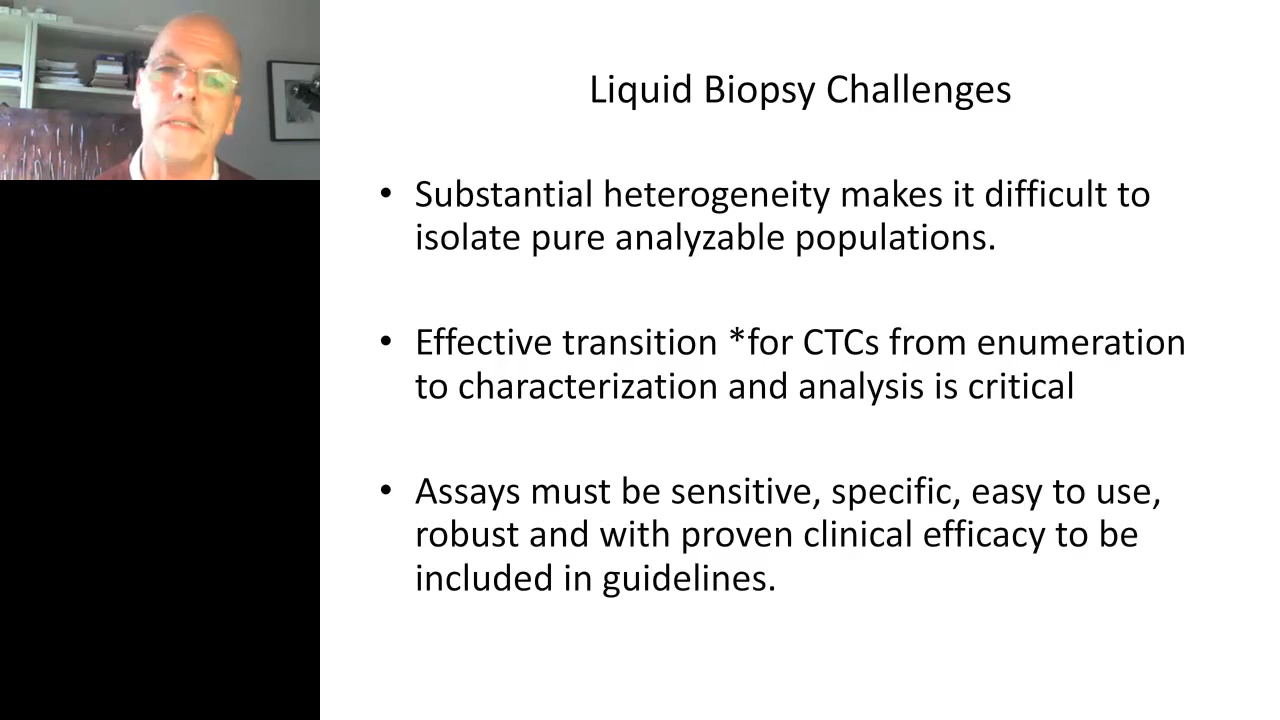 Liquid Biopsy Challenges
• Substantial heterogeneity makes it difficult to
isolate pure analyzable populations.
• Effective transition *for CTCs from enumeration
to characterization and analysis is critical
• Assays must be sensitive, specific, easy to use,
robust and with proven clinical efficacy to be
included in guidelines.